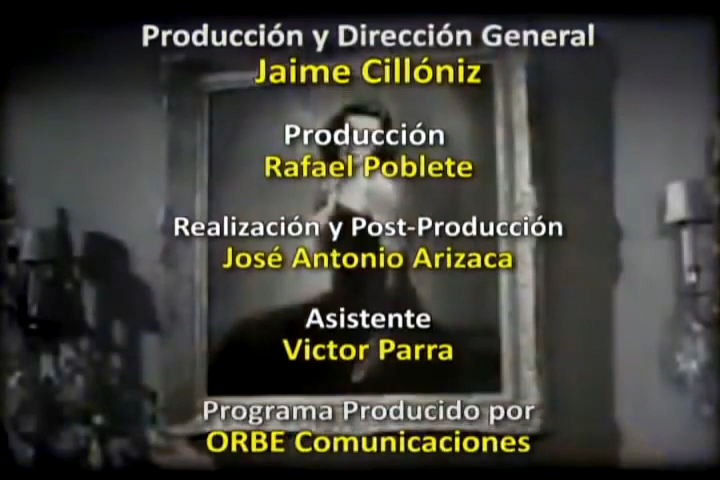 Producción y Dirección General
Jaime Cillóniz
Producción
Rafael Poblete
Realización y Post-Producción
José Antonio Arizaca
Asistente
Victor Parra
Programa Producido por
ORBE Comunicaciones